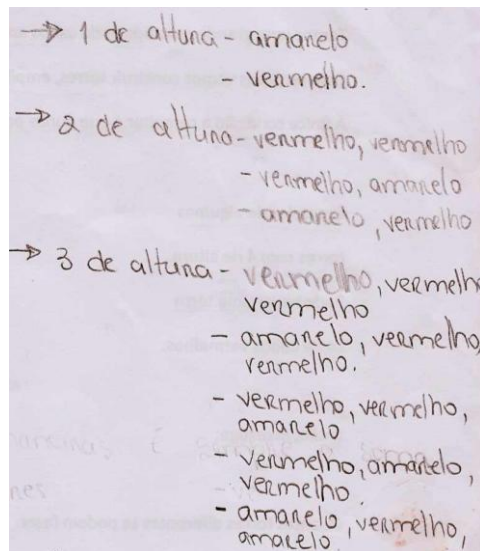 → 1 de altura - amarelo
- vermelho.
→ 2 de altura - vermelho, vermelho
- vermelho, amarelo
- amarelo, vermelho
→ 3 de altura - vermelho, vermelho
vermelho
- amarelo, vermelho,
vermelho.
- vermelho, vermelho,
amarelo
- vermelho, amarelo,
vermelho
- amarelo, vermelho,
amarelo.